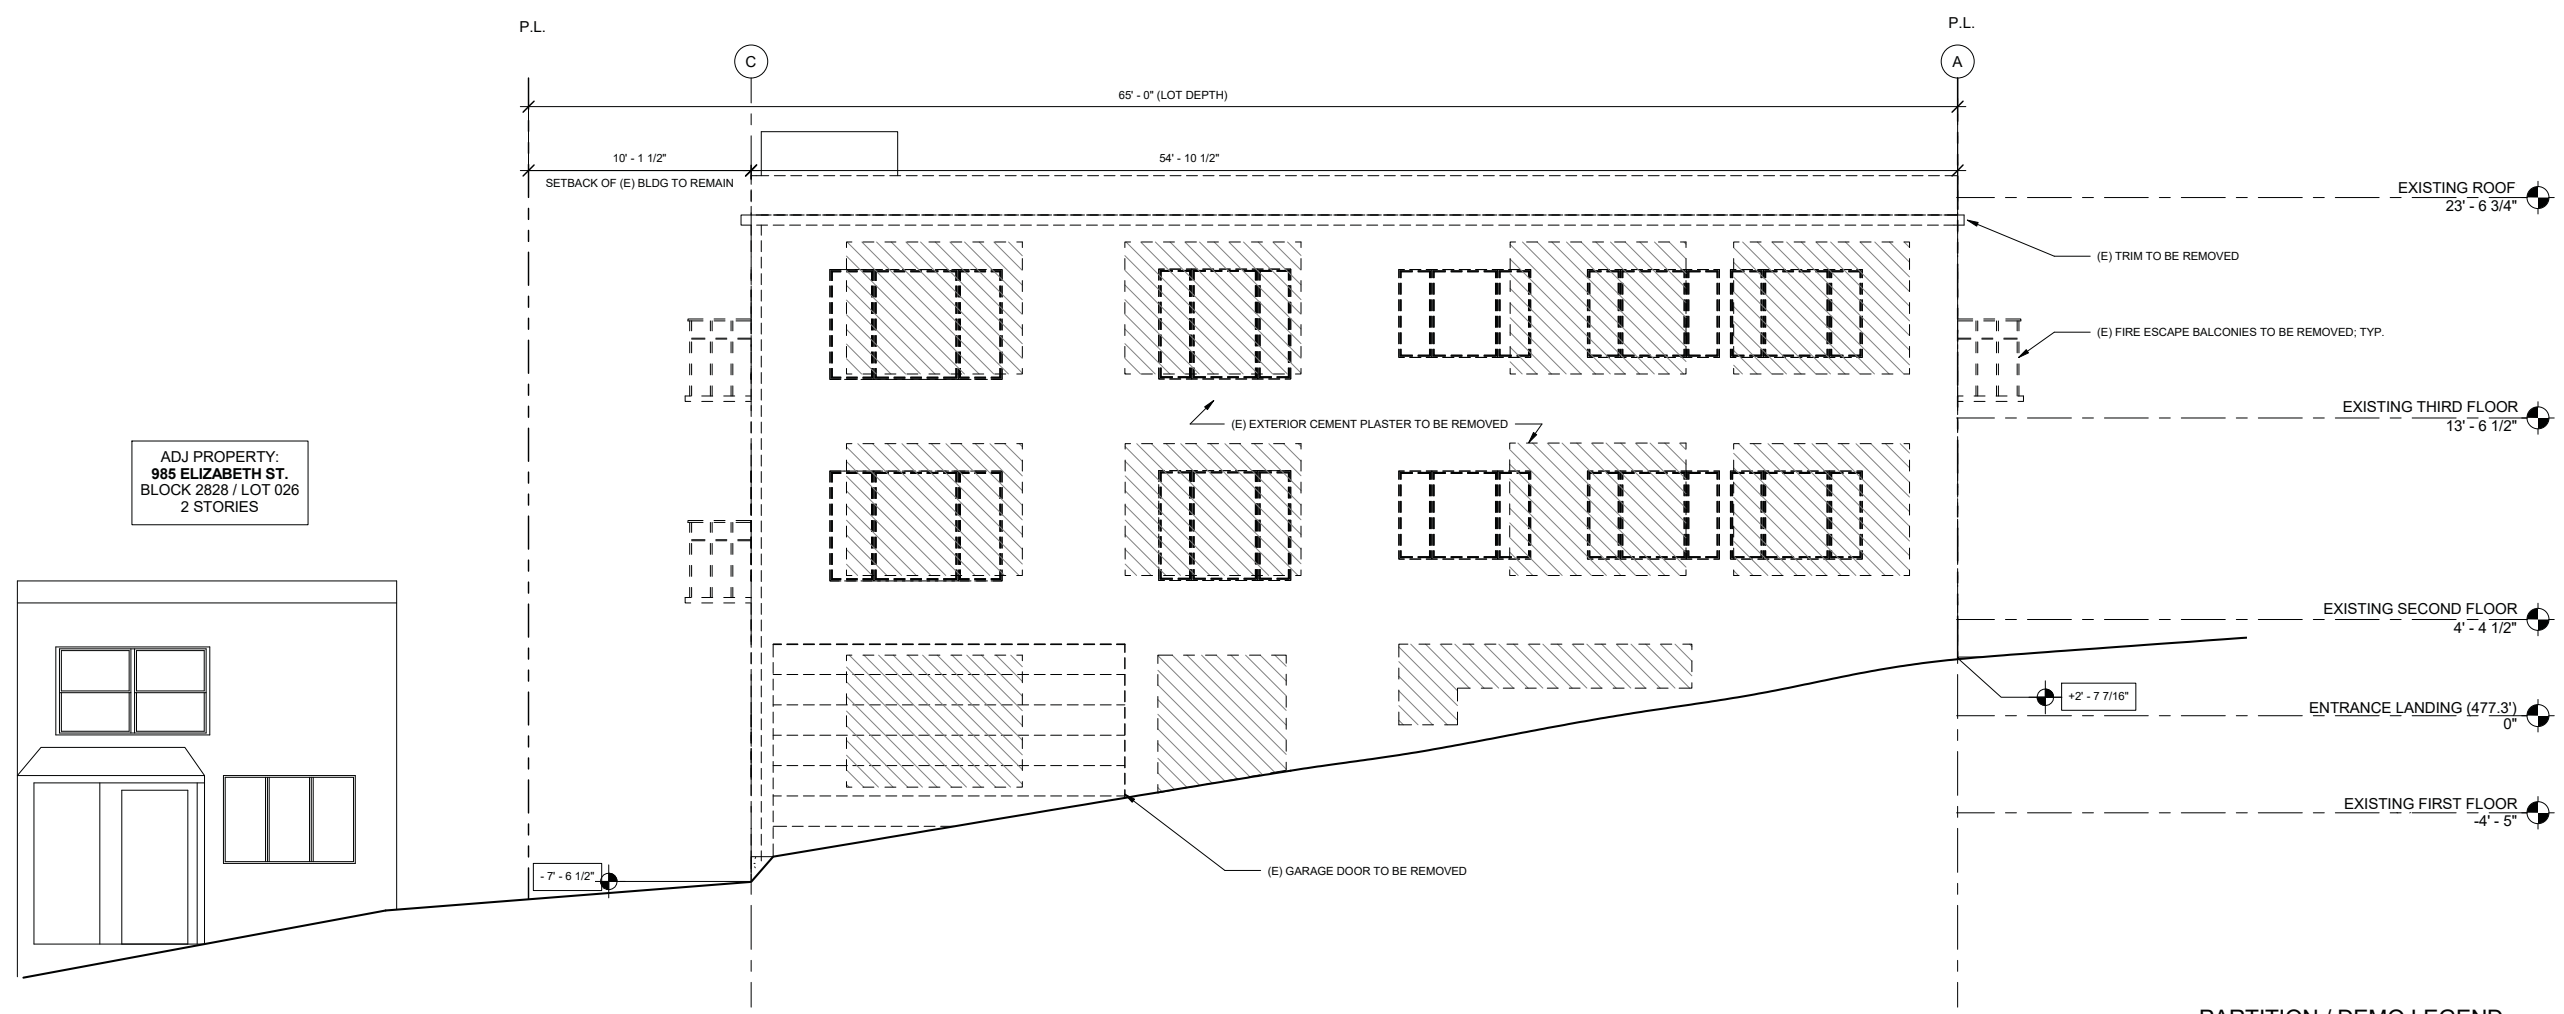 P.L.
P.L.
C
A
65' - 0" (LOT DEPTH)
10' - 1 1/2"
54' - 10 1/2"
SETBACK OF (E) BLDG TO REMAIN
EXISTING ROOF
23' - 6 3/4"
(E) TRIM TO BE REMOVED
(E) FIRE ESCAPE BALCONIES TO BE REMOVED; TYP.
EXISTING THIRD FLOOR
13' - 6 1/2"
(E) EXTERIOR CEMENT PLASTER TO BE REMOVED
ADJ PROPERTY:
985 ELIZABETH ST.
BLOCK 2828 / LOT 026
2 STORIES
EXISTING SECOND FLOOR
4' - 4 1/2"
+2' - 7 7/16"
ENTRANCE LANDING (477.3')
0"
EXISTING FIRST FLOOR
-4' - 5"
(E) GARAGE DOOR TO BE REMOVED
- 7' - 6 1/2"
PARTITION / DEMO LEGEND